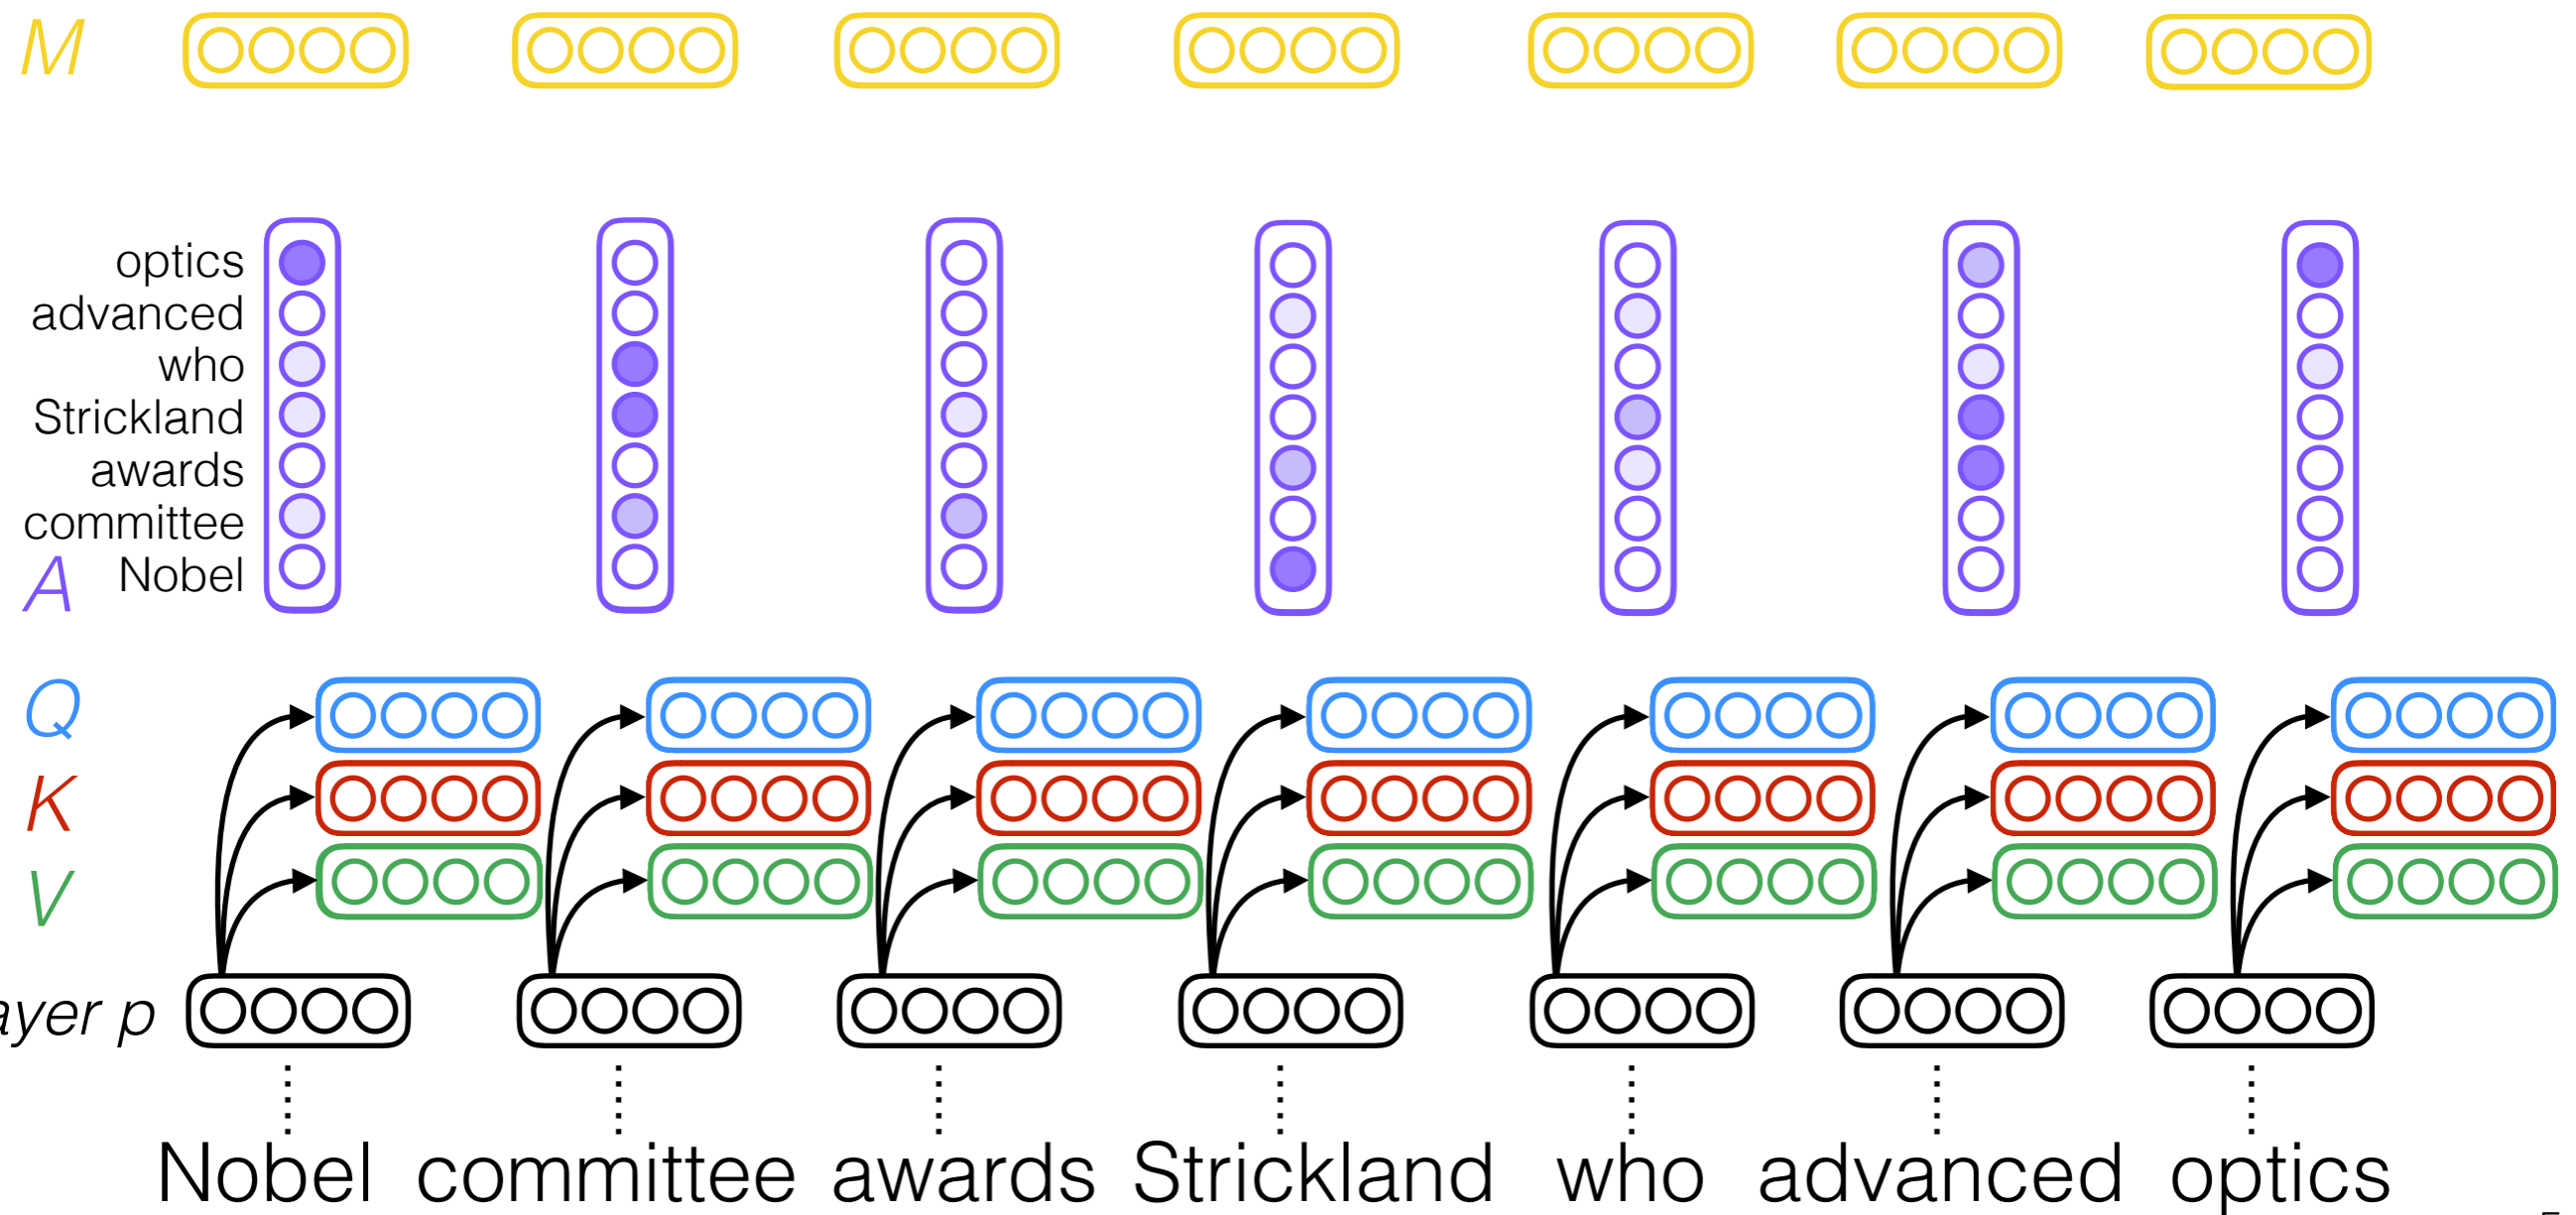 M
optics
advanced
who
Strickland
awards
committee
A Nobel
Q
K
V
ayer p
Nobel committee awards Strickland who advanced optics